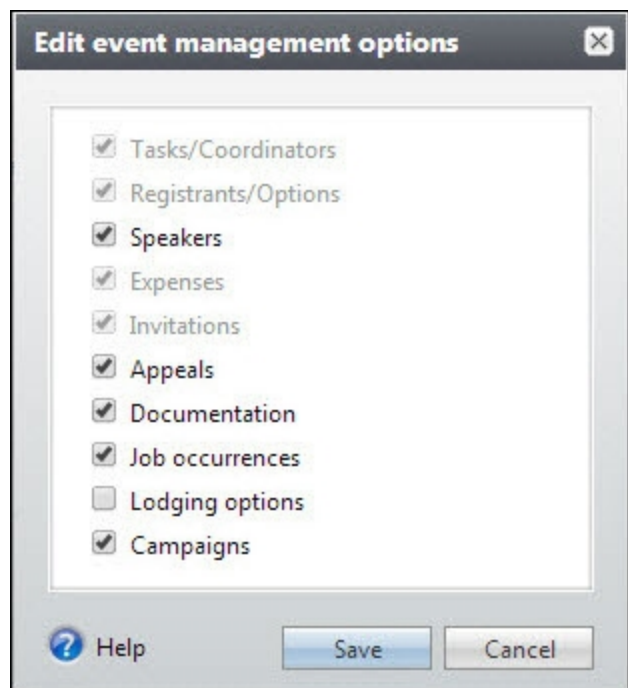 Edit event management options
Tasks/Coordinators
Registrants/Options
Speakers
Expenses
Invitations
Appeals
Documentation
Job occurrences
Lodging options
Campaigns
? Help
Save
Cancel